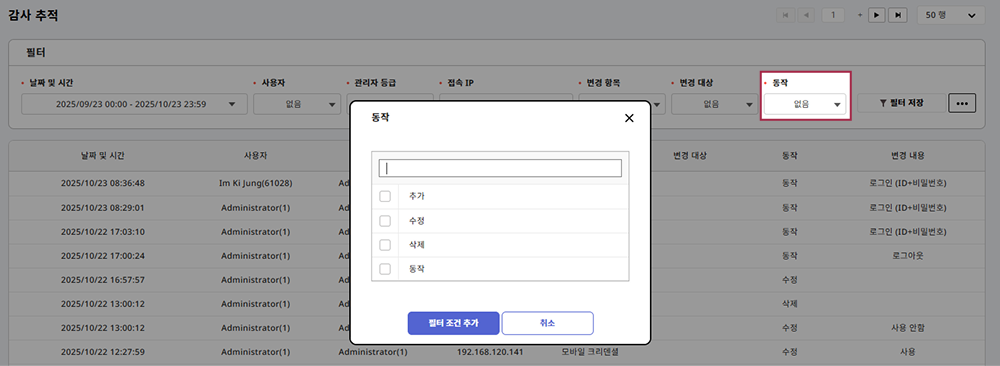 감사 추적
1 + 50 행
필터
날짜 및 시간 사용자 관리자 등급 접속 IP 변경 항목 변경 대상 동작
2025/09/23 00:00 - 2025/10/23 23:59 없음 없음 없음 필터 저장 •••
동작
추가
수정
삭제
동작
필터 조건 추가 취소
날짜 및 시간 사용자 변경 대상 동작 변경 내용
2025/10/23 08:36:48 Im Ki Jung(61028) Ad 동작 로그인 (ID+비밀번호)
2025/10/23 08:29:01 Administrator(1) Ad 동작 로그인 (ID+비밀번호)
2025/10/22 17:03:10 Administrator(1) Ad 동작 로그인 (ID+비밀번호)
2025/10/22 17:00:24 Administrator(1) Ad 동작 로그아웃
2025/10/22 16:57:57 Administrator(1) Ad 수정
2025/10/22 13:00:12 Administrator(1) Ad 삭제
2025/10/22 13:00:12 Administrator(1) Ad 수정 사용 안함
2025/10/22 12:27:59 Administrator(1) Administrator(1) 192.168.120.141 모바일 크리덴셜 수정 사용